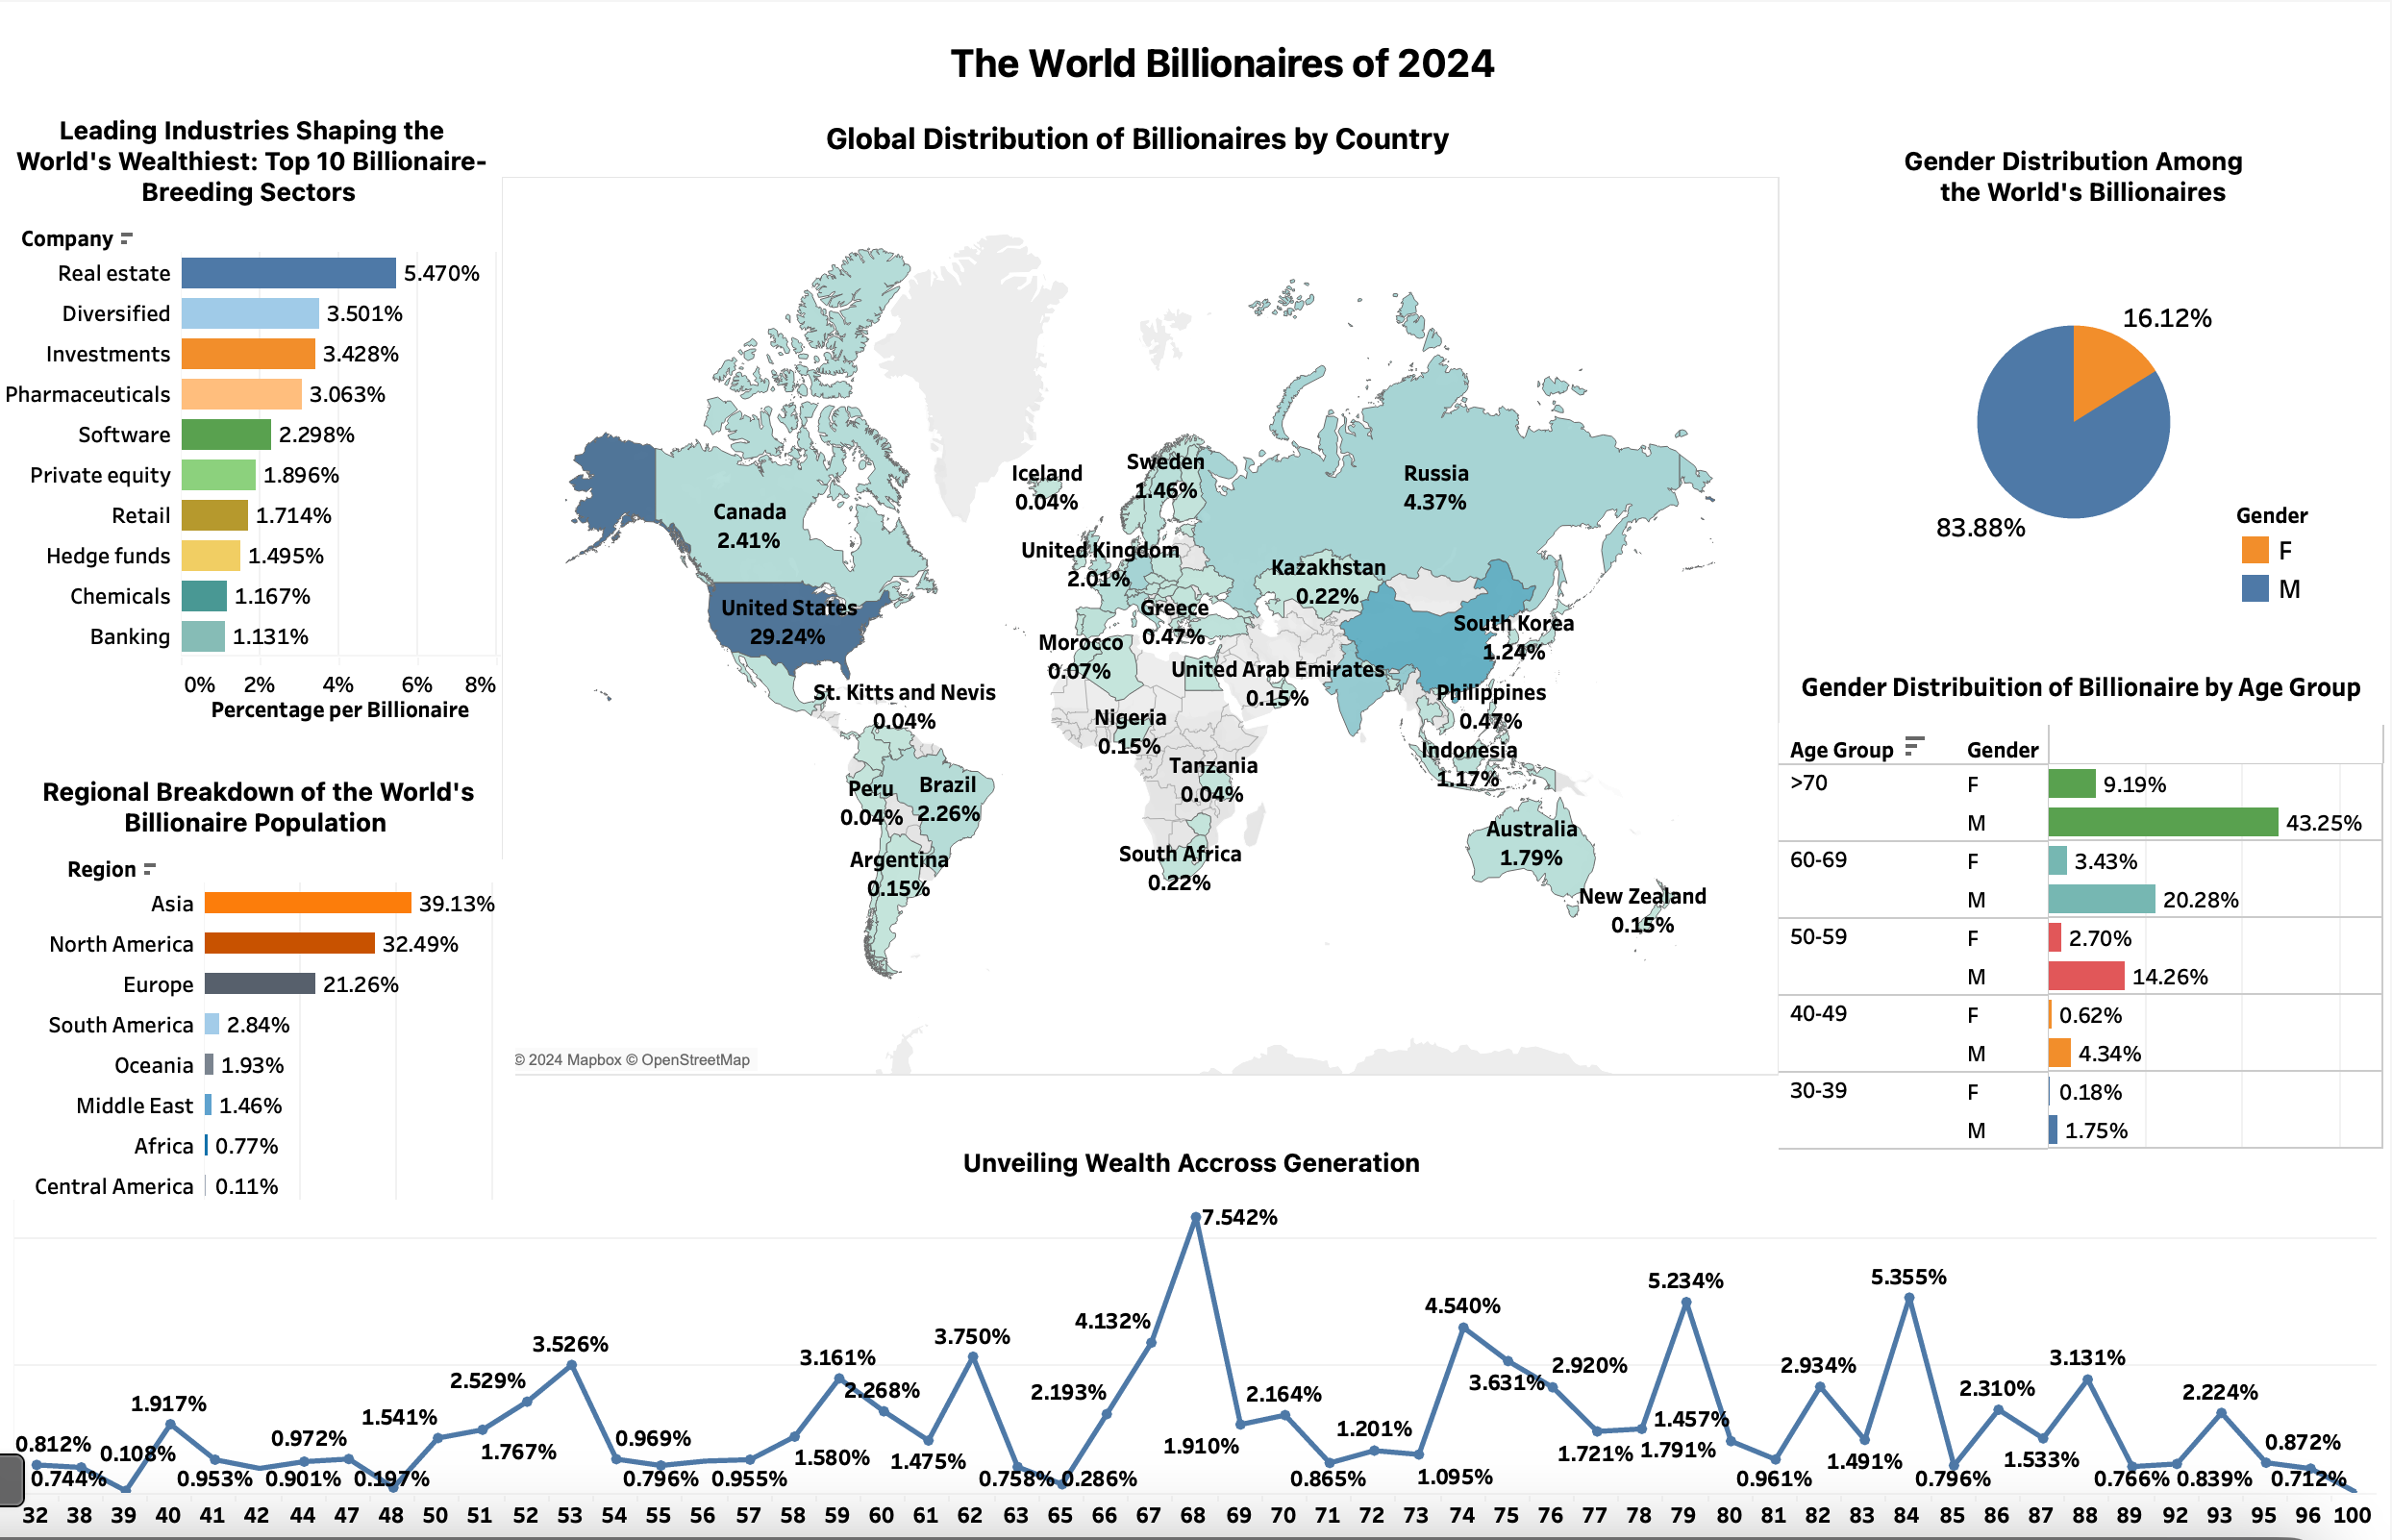 The World Billionaires of 2024
Leading Industries Shaping the
World's Wealthiest: Top 10 Billionaire-
Breeding Sectors
Company
Real estate 5.470%
Diversified 3.501%
Investments 3.428%
Pharmaceuticals 3.063%
Software 2.298%
Private equity 1.896%
Retail 1.714%
Hedge funds 1.495%
Chemicals 1.167%
Banking 1.131%
0% 2% 4% 6% 8%
Percentage per Billionaire
Regional Breakdown of the World's
Billionaire Population
Region
Asia 39.13%
North America 32.49%
Europe 21.26%
South America 2.84%
Oceania 1.93%
Middle East 1.46%
Africa 0.77%
Central America 0.11%
Global Distribution of Billionaires by Country
Iceland
0.04%
Sweden
1.46%
Russia
4.37%
Canada
2.41%
United Kingdom
2.01%
Kazakhstan
0.22%
United States
29.24%
Greece
0.47%
South Korea
1.24%
Morocco
0.07%
United Arab Emirates
0.15%
St. Kitts and Nevis
0.04%
Philippines
0.47%
Nigeria
0.15%
Indonesia
1.17%
Tanzania
0.04%
Peru
0.04%
Brazil
2.26%
Australia
1.79%
Argentina
0.15%
South Africa
0.22%
New Zealand
0.15%
© 2024 Mapbox © OpenStreetMap
Gender Distribution Among
the World's Billionaires
16.12%
83.88%
Gender
F
M
Gender Distribuition of Billionaire by Age Group
Age Group Gender
>70 F 9.19%
M 43.25%
60-69 F 3.43%
M 20.28%
50-59 F 2.70%
M 14.26%
40-49 F 0.62%
M 4.34%
30-39 F 0.18%
M 1.75%
Unveiling Wealth Accross Generation
0.812%
0.744%
0.108%
1.917%
0.953%
0.972%
0.901%
0.197%
1.541%
1.767%
2.529%
3.526%
0.969%
0.796%
0.955%
1.580%
3.161%
2.268%
1.475%
3.750%
0.758%
0.286%
2.193%
4.132%
7.542%
1.910%
2.164%
0.865%
1.201%
1.095%
4.540%
3.631%
2.920%
1.721%
1.791%
5.234%
1.457%
0.961%
2.934%
1.491%
5.355%
0.796%
2.310%
1.533%
3.131%
0.766%
0.839%
2.224%
0.872%
0.712%
32 38 39 40 41 42 44 47 48 50 51 52 53 54 55 56 57 58 59 60 61 62 63 65 66 67 68 69 70 71 72 73 74 75 76 77 78 79 80 81 82 83 84 85 86 87 88 89 92 93 95 96 100